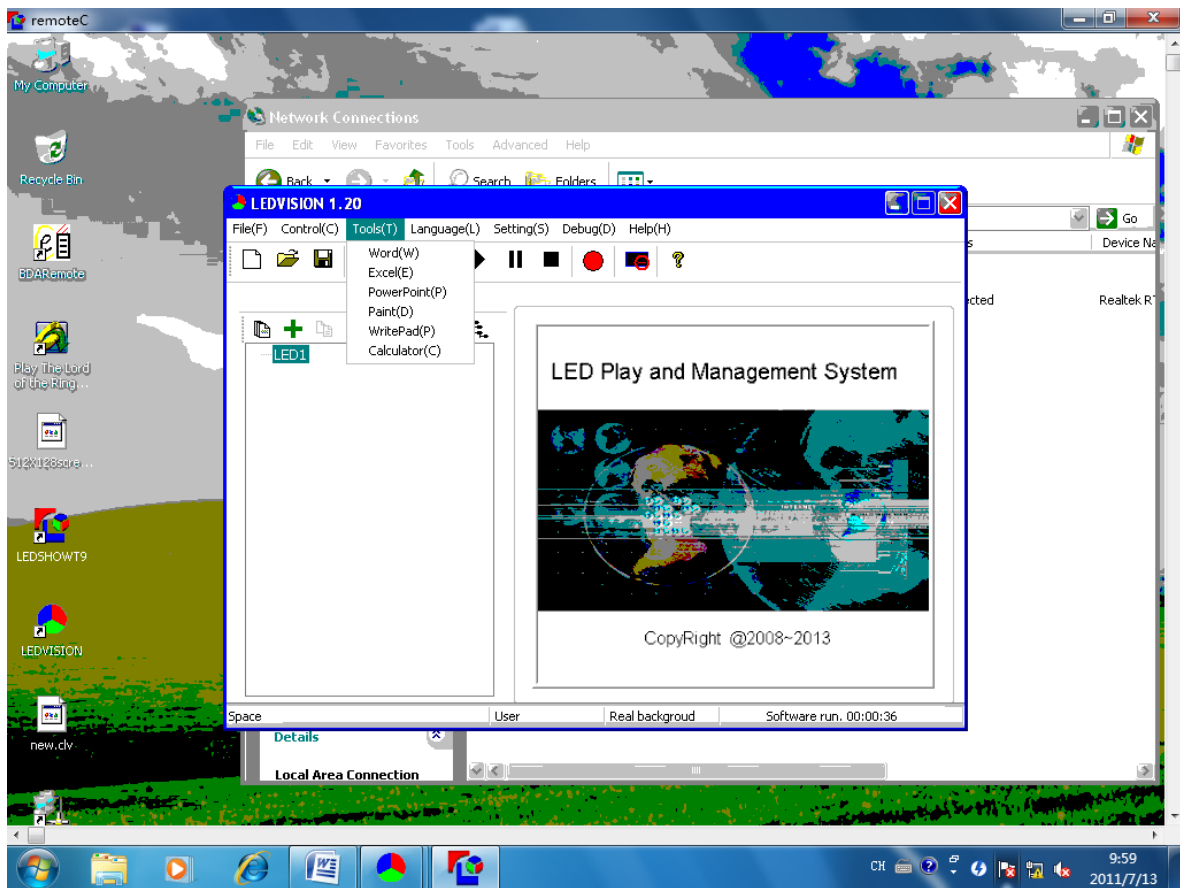 remoteC
My Computer
Recycle Bin
BDARemote
Play The Lord
of the Ring...
512X128scre...
LEDSHOWT9
LEDVISION
new.clv
Network Connections
File Edit View Favorites Tools Advanced Help
Back Search Folders
Go
s Device Na
ected Realtek R
LEDVISION 1.20
File(F) Control(C) Tools(T) Language(L) Setting(S) Debug(D) Help(H)
Word(W)
Excel(E)
PowerPoint(P)
Paint(D)
WritePad(P)
Calculator(C)
LED1
LED Play and Management System
INTERNET
CopyRight @2008~2013
Space User Real backgroud Software run. 00:00:36
Details
Local Area Connection
CH
9:59
2011/7/13